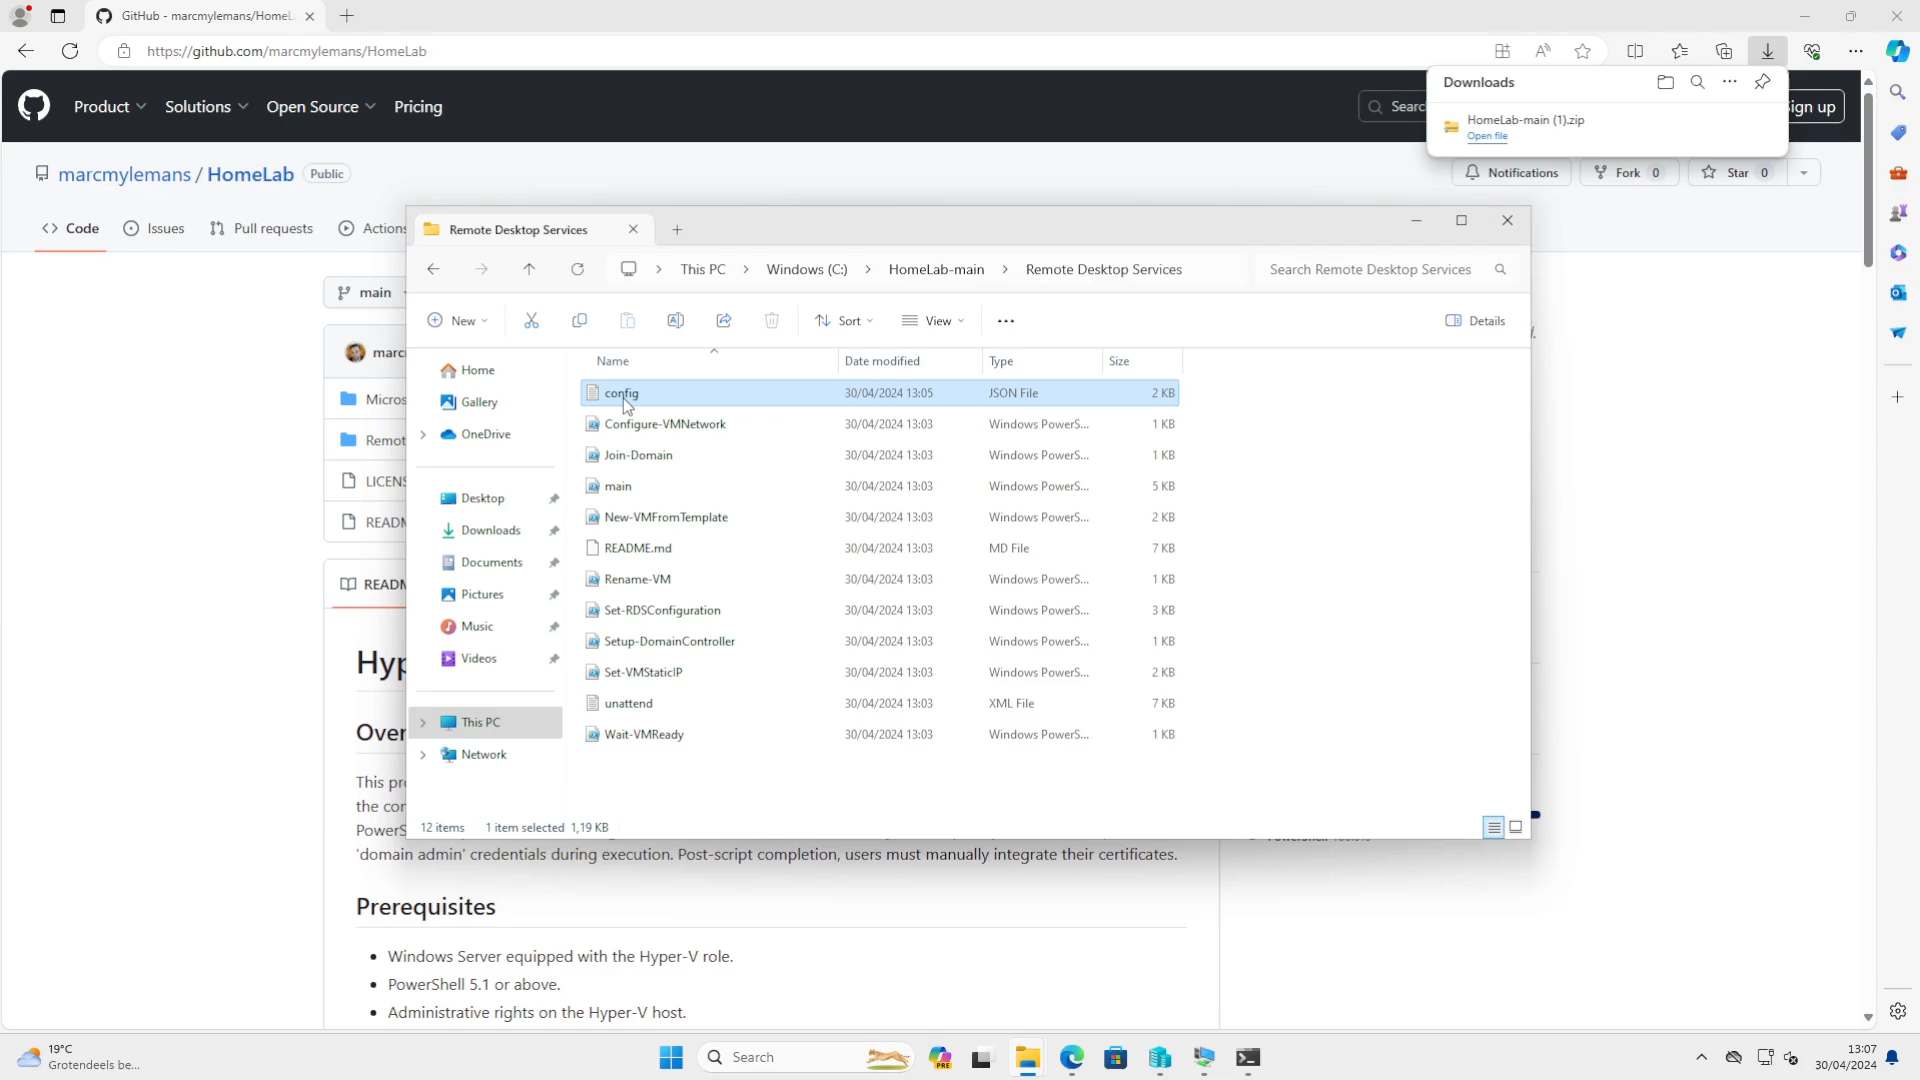 GitHub - marcmylemans/HomeL
https://github.com/marcmylemans/HomeLab
Downloads
HomeLab-main (1).zip
Open file
Product
Solutions
Open Source
Pricing
Searc
Sign up
marcmylemans / HomeLab
Public
Notifications
Fork 0
Star 0
Code
Issues
Pull requests
Actions
Remote Desktop Services
This PC
Windows (C:)
HomeLab-main
Remote Desktop Services
Search Remote Desktop Services
main
New
Sort
View
Details
marc
Micros
Remot
LICENS
READM
READM
Home
Gallery
OneDrive
Desktop
Downloads
Documents
Pictures
Music
Videos
This PC
Network
Name Date modified Type Size
config 30/04/2024 13:05 JSON File 2 KB
Configure-VMNetwork 30/04/2024 13:03 Windows PowerS... 1 KB
Join-Domain 30/04/2024 13:03 Windows PowerS... 1 KB
main 30/04/2024 13:03 Windows PowerS... 5 KB
New-VMFromTemplate 30/04/2024 13:03 Windows PowerS... 2 KB
README.md 30/04/2024 13:03 MD File 7 KB
Rename-VM 30/04/2024 13:03 Windows PowerS... 1 KB
Set-RDSConfiguration 30/04/2024 13:03 Windows PowerS... 3 KB
Setup-DomainController 30/04/2024 13:03 Windows PowerS... 1 KB
Set-VMStaticIP 30/04/2024 13:03 Windows PowerS... 2 KB
unattend 30/04/2024 13:03 XML File 7 KB
Wait-VMReady 30/04/2024 13:03 Windows PowerS... 1 KB
12 items 1 item selected 1,19 KB
Hyp
Over
This pr
the cor
PowerS
'domain admin' credentials during execution. Post-script completion, users must manually integrate their certificates.
Prerequisites
Windows Server equipped with the Hyper-V role.
PowerShell 5.1 or above.
Administrative rights on the Hyper-V host.
19°C
Grotendeels be...
Search
PRE
13:07
30/04/2024